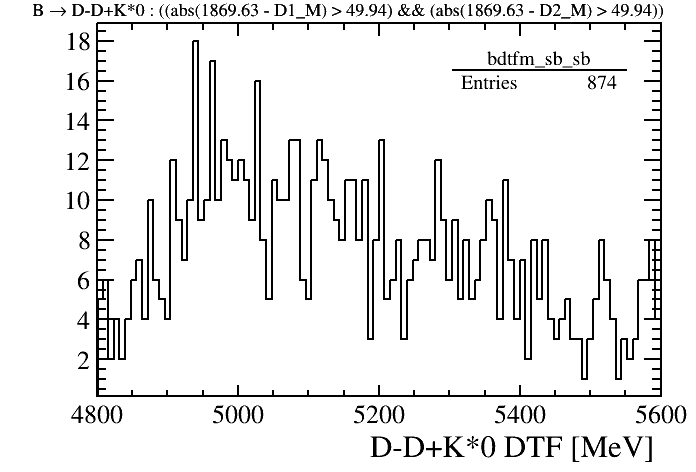 B → D-D+K*0 : ((abs(1869.63 - D1_M) > 49.94) && (abs(1869.63 - D2_M) > 49.94))
bdtfm_sb_sb
Entries 874
18
16
14
12
10
8
6
4
2
4800 5000 5200 5400 5600
D-D+K*0 DTF [MeV]